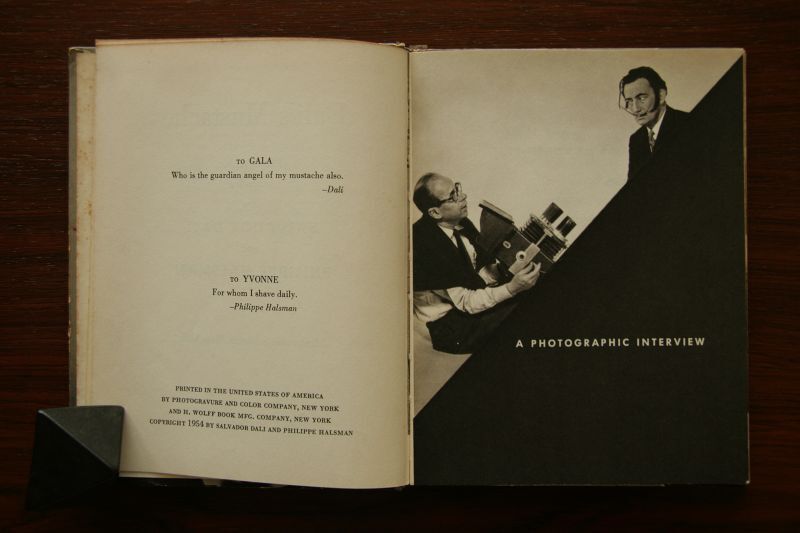 TO GALA
Who is the guardian angel of my mustache also.
–Dali
TO YVONNE
For whom I shave daily.
–Philippe Halsman
PRINTED IN THE UNITED STATES OF AMERICA
BY PHOTOGRAVURE AND COLOR COMPANY, NEW YORK
AND H. WOLFF BOOK MFG. COMPANY, NEW YORK
COPYRIGHT 1954 BY SALVADOR DALI AND PHILIPPE HALSMAN
A PHOTOGRAPHIC INTERVIEW